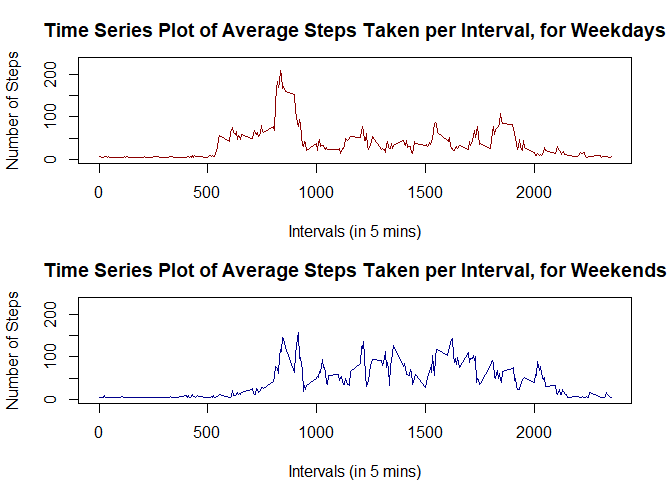 Time Series Plot of Average Steps Taken per Interval, for Weekdays
Number of Steps
200
100
0
0 500 1000 1500 2000
Intervals (in 5 mins)
Time Series Plot of Average Steps Taken per Interval, for Weekends
Number of Steps
200
100
0
0 500 1000 1500 2000
Intervals (in 5 mins)